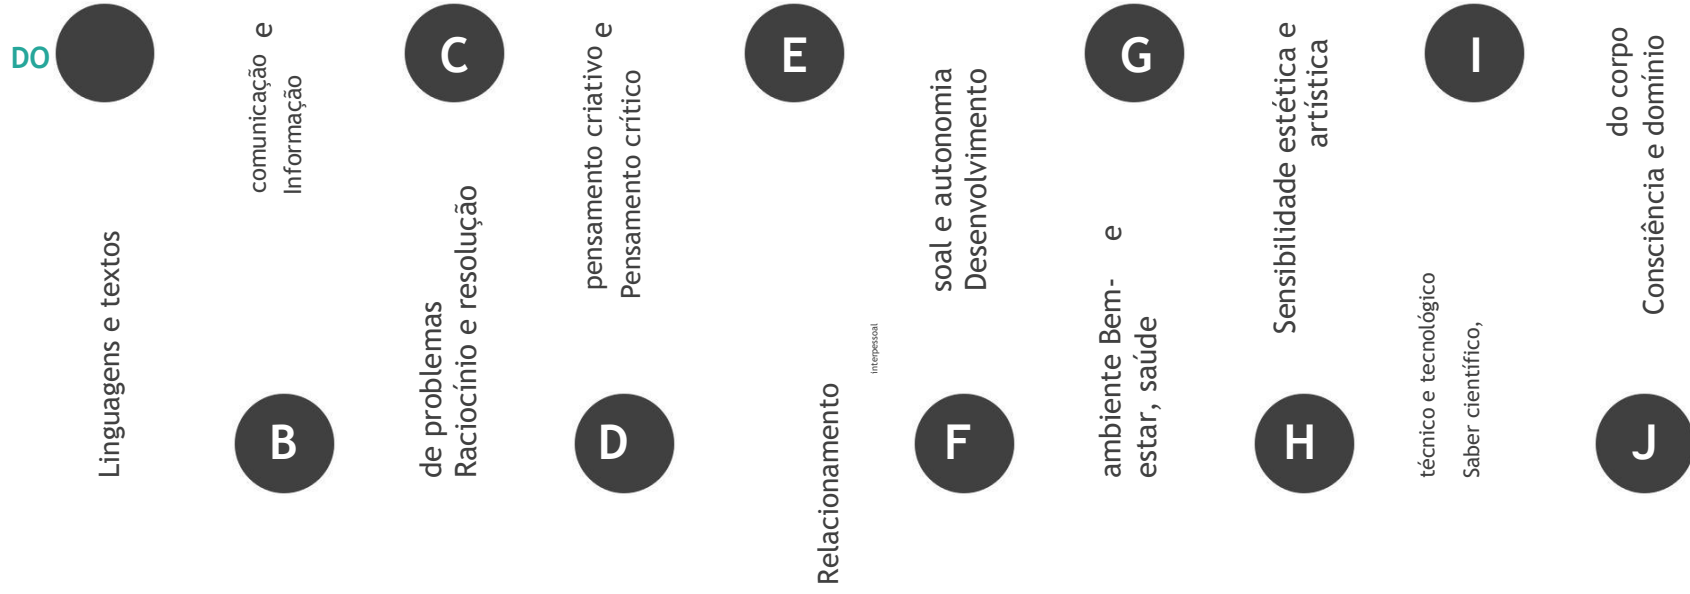 DO
Linguagens e textos
B
comunicação e
Informação
C
de problemas
Raciocínio e resolução
D
pensamento criativo e
Pensamento crítico
E
Relacionamento
interpessoal
F
soal e autonomia
Desenvolvimento
G
ambiente Bem- e
estar, saúde
H
Sensibilidade estética e
artística
I
técnico e tecnológico
Saber científico,
J
do corpo
Consciência e domínio